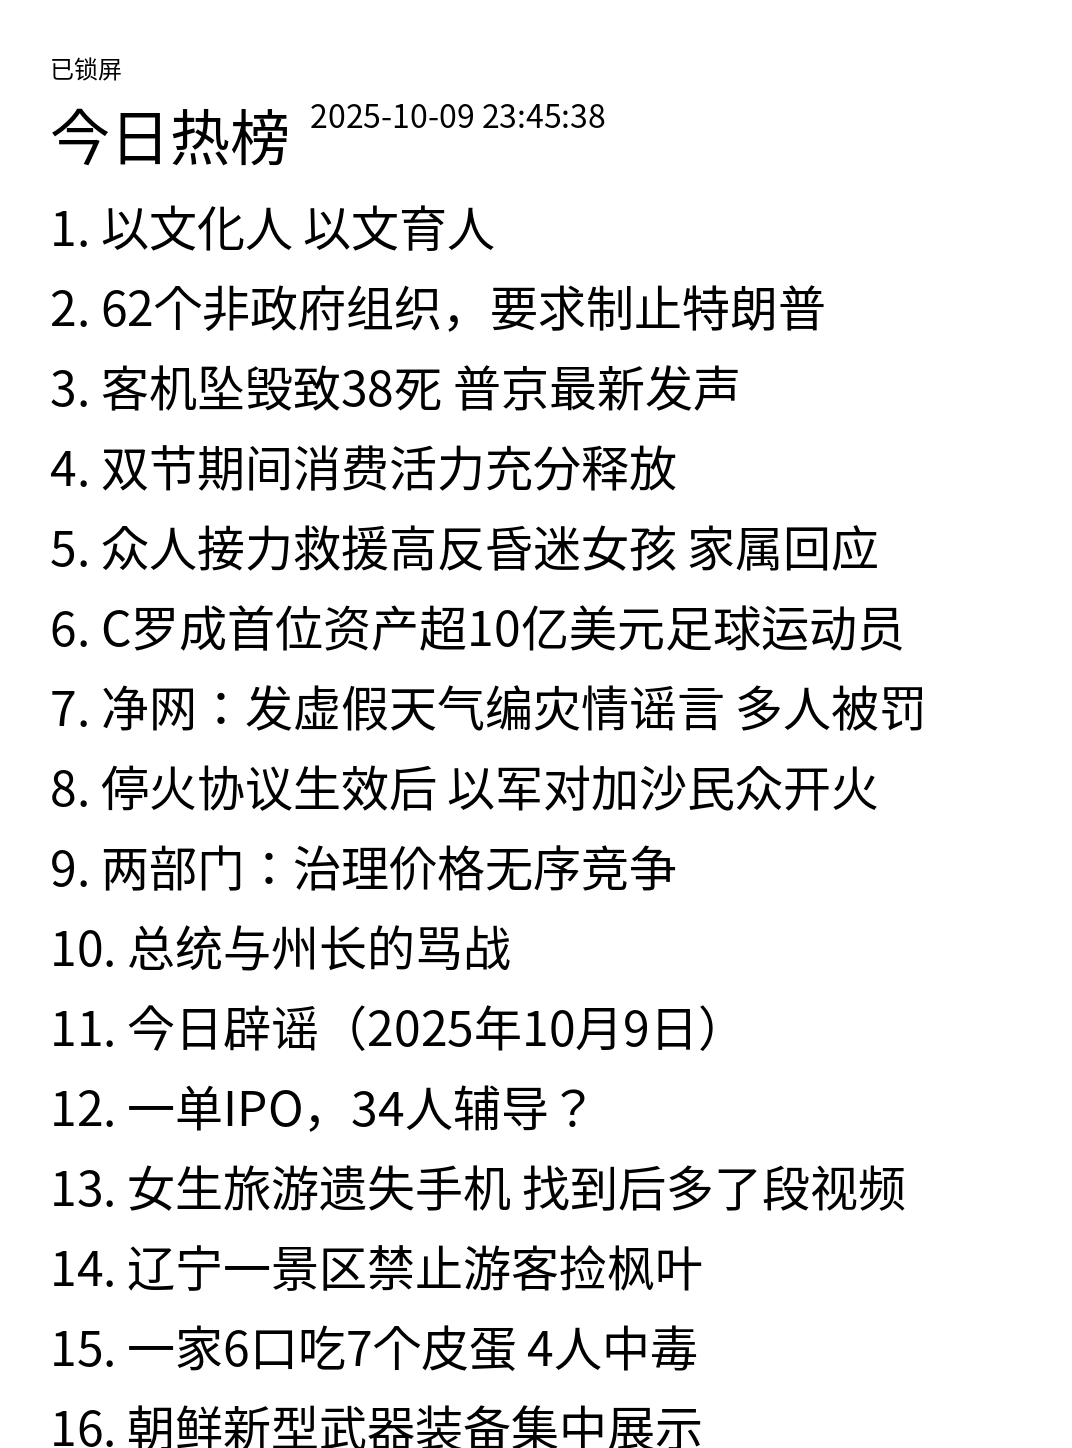 已锁屏
今日热榜 2025-10-09 23:45:38
1. 以文化人 以文育人
2. 62个非政府组织，要求制止特朗普
3. 客机坠毁致38死 普京最新发声
4. 双节期间消费活力充分释放
5. 众人接力救援高反昏迷女孩 家属回应
6. C罗成首位资产超10亿美元足球运动员
7. 净网：发虚假天气编灾情谣言 多人被罚
8. 停火协议生效后 以军对加沙民众开火
9. 两部门：治理价格无序竞争
10. 总统与州长的骂战
11. 今日辟谣（2025年10月9日）
12. 一单IPO，34人辅导？
13. 女生旅游遗失手机 找到后多了段视频
14. 辽宁一景区禁止游客捡枫叶
15. 一家6口吃7个皮蛋 4人中毒
16. 朝鲜新型武器装备集中展示